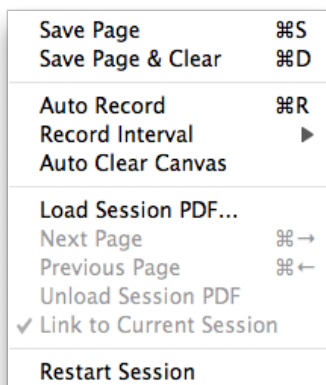 Save Page ⌘S
Save Page & Clear ⌘D
Auto Record ⌘R
Record Interval ▶
Auto Clear Canvas
Load Session PDF...
Next Page ⌘→
Previous Page ⌘←
Unload Session PDF
✓ Link to Current Session
Restart Session